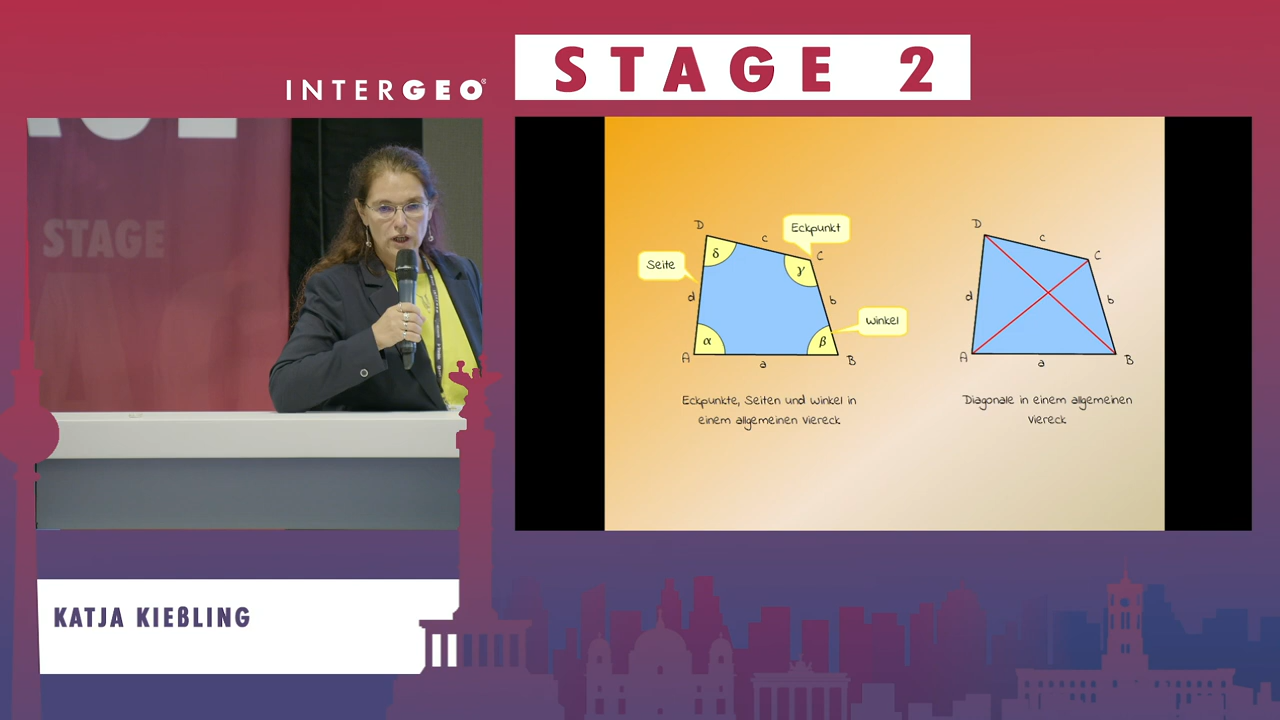 INTERGEO®
STAGE 2
STAGE
KATJA KIEßLING
D
c
Eckpunkt
C
δ
γ
Seite
d
b
Winkel
α
β
A
a
B
Eckpunkte, Seiten und Winkel in
einem allgemeinen Viereck
D
c
C
d
b
A
a
B
Diagonale in einem allgemeinen
Viereck